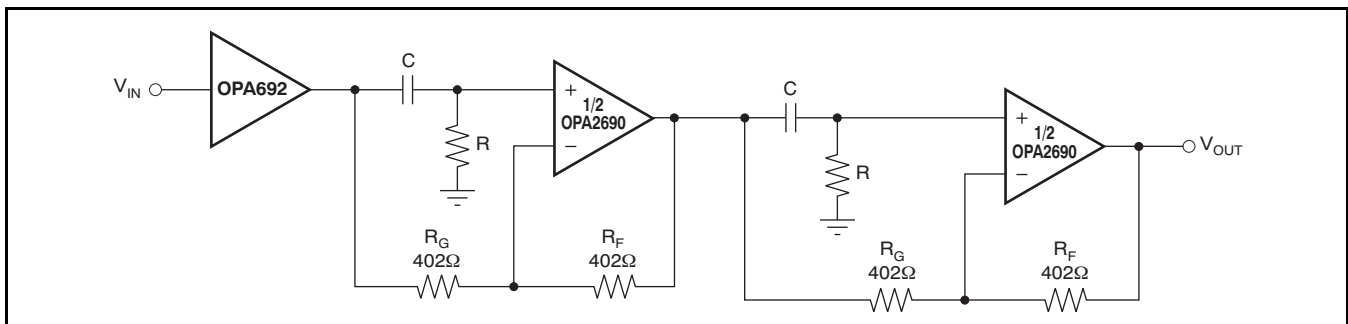 V_IN
OPA692
C
R
+
1/2
OPA2690
−
R_G
402Ω
R_F
402Ω
C
R
+
1/2
OPA2690
−
R_G
402Ω
R_F
402Ω
V_OUT